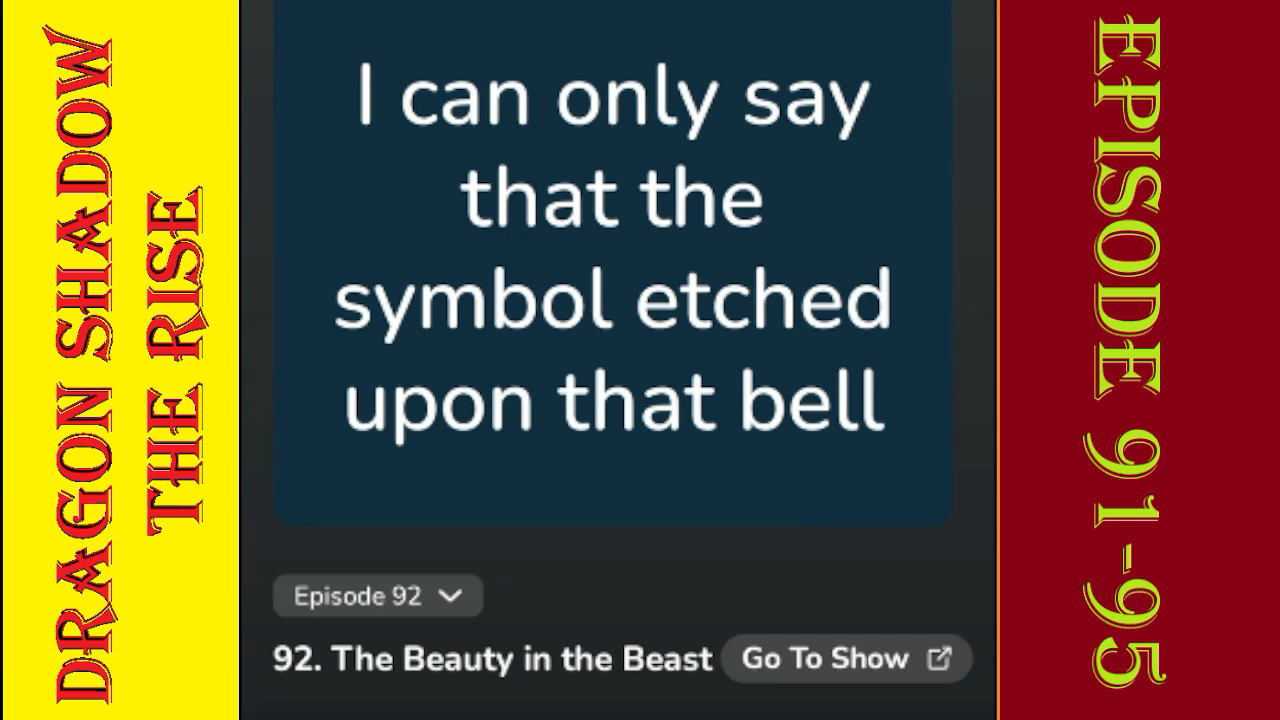 DRAGON SHADOW
THE RISE
I can only say
that the
symbol etched
upon that bell
Episode 92
92. The Beauty in the Beast
Go To Show
EPISODE 91-95